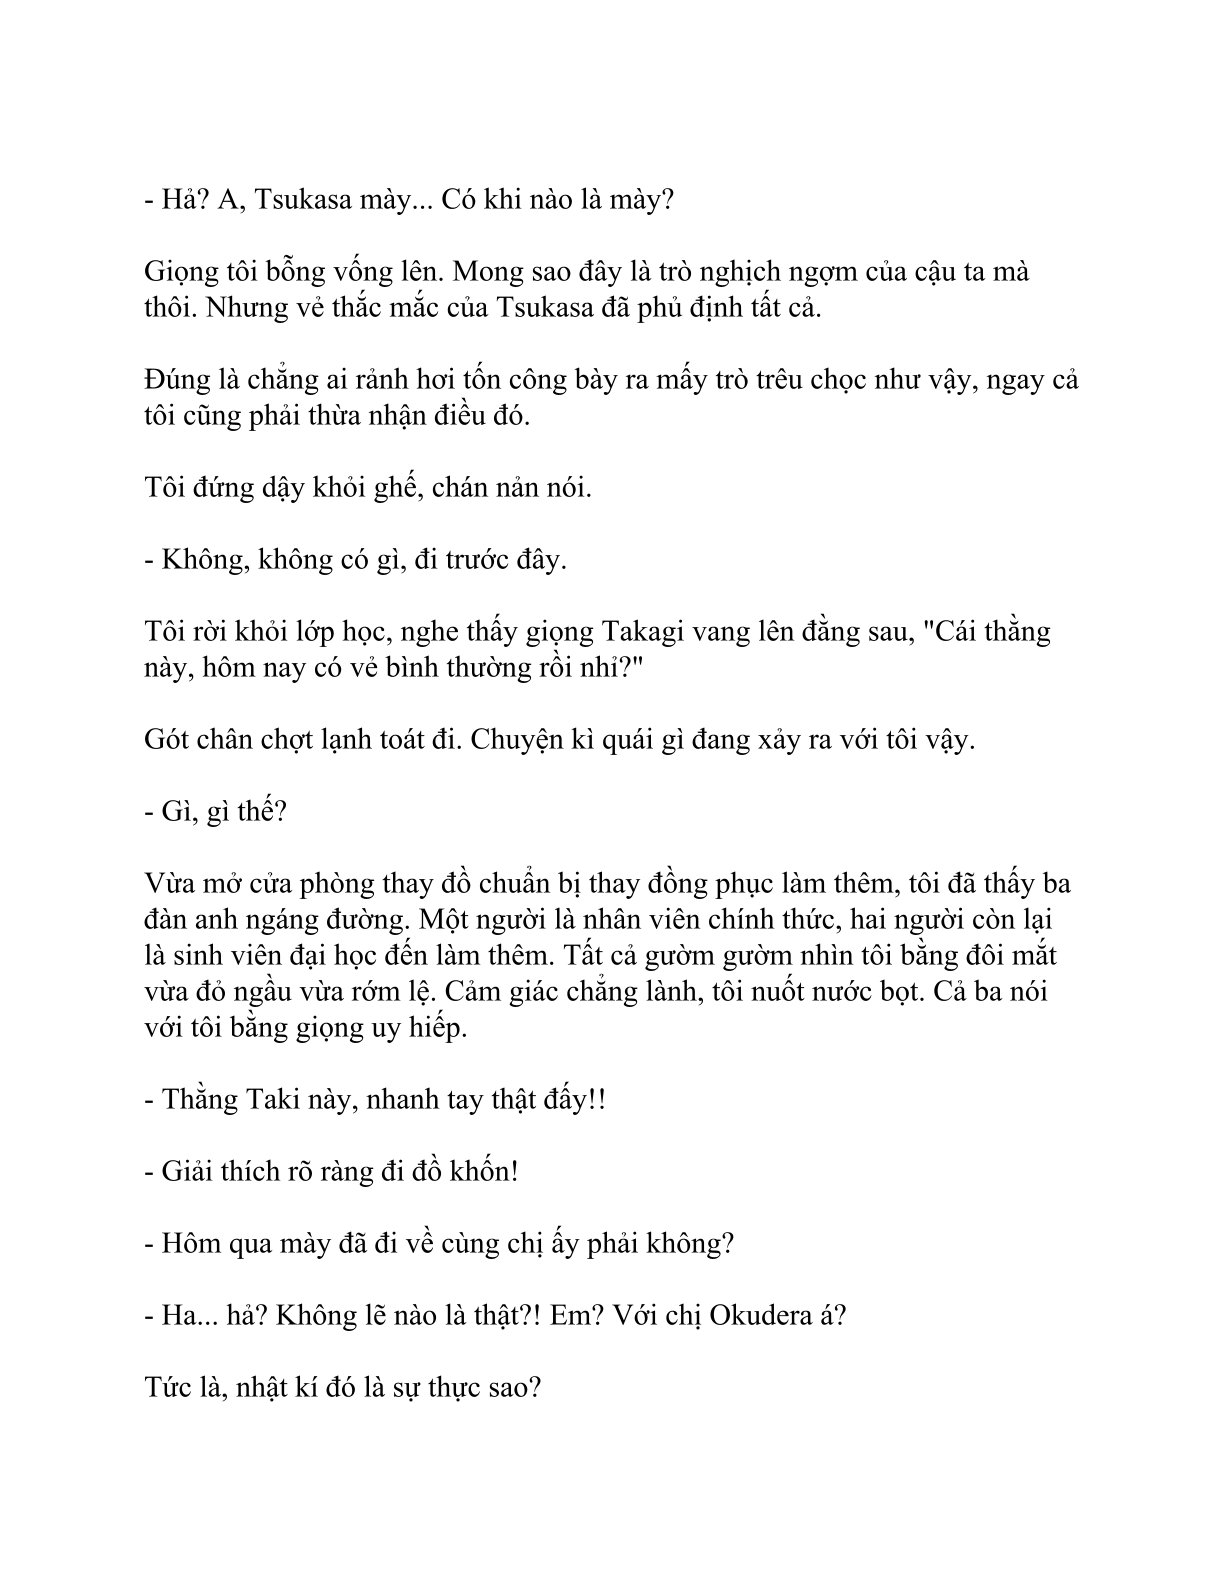 - Hả? A, Tsukasa mày... Có khi nào là mày?
Giọng tôi bỗng vống lên. Mong sao đây là trò nghịch ngợm của cậu ta mà
thôi. Nhưng vẻ thắc mắc của Tsukasa đã phủ định tất cả.
Đúng là chẳng ai rảnh hơi tốn công bày ra mấy trò trêu chọc như vậy, ngay cả
tôi cũng phải thừa nhận điều đó.
Tôi đứng dậy khỏi ghế, chán nản nói.
- Không, không có gì, đi trước đây.
Tôi rời khỏi lớp học, nghe thấy giọng Takagi vang lên đằng sau, "Cái thằng
này, hôm nay có vẻ bình thường rồi nhỉ?"
Gót chân chợt lạnh toát đi. Chuyện kì quái gì đang xảy ra với tôi vậy.
- Gì, gì thế?
Vừa mở cửa phòng thay đồ chuẩn bị thay đồng phục làm thêm, tôi đã thấy ba
đàn anh ngáng đường. Một người là nhân viên chính thức, hai người còn lại
là sinh viên đại học đến làm thêm. Tất cả gườm gườm nhìn tôi bằng đôi mắt
vừa đỏ ngầu vừa rớm lệ. Cảm giác chẳng lành, tôi nuốt nước bọt. Cả ba nói
với tôi bằng giọng uy hiếp.
- Thằng Taki này, nhanh tay thật đấy!!
- Giải thích rõ ràng đi đồ khốn!
- Hôm qua mày đã đi về cùng chị ấy phải không?
- Ha... hả? Không lẽ nào là thật?! Em? Với chị Okudera á?
Tức là, nhật kí đó là sự thực sao?